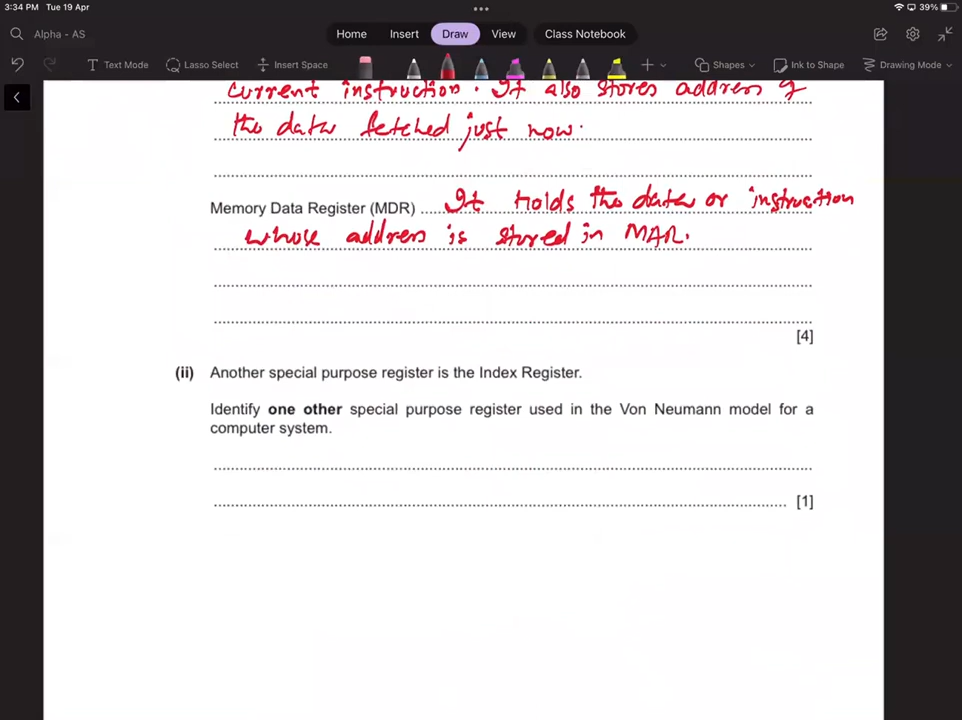 3:34 PM Tue 19 Apr
39%
Alpha - AS
Home Insert Draw View Class Notebook
Text Mode Lasso Select Insert Space Shapes Ink to Shape Drawing Mode
current instruction. It also stores address of
the data fetched just now.
Memory Data Register (MDR) It holds the data or instruction
whose address is stored in MAR.
[4]
(ii) Another special purpose register is the Index Register.
Identify one other special purpose register used in the Von Neumann model for a
computer system.
[1]